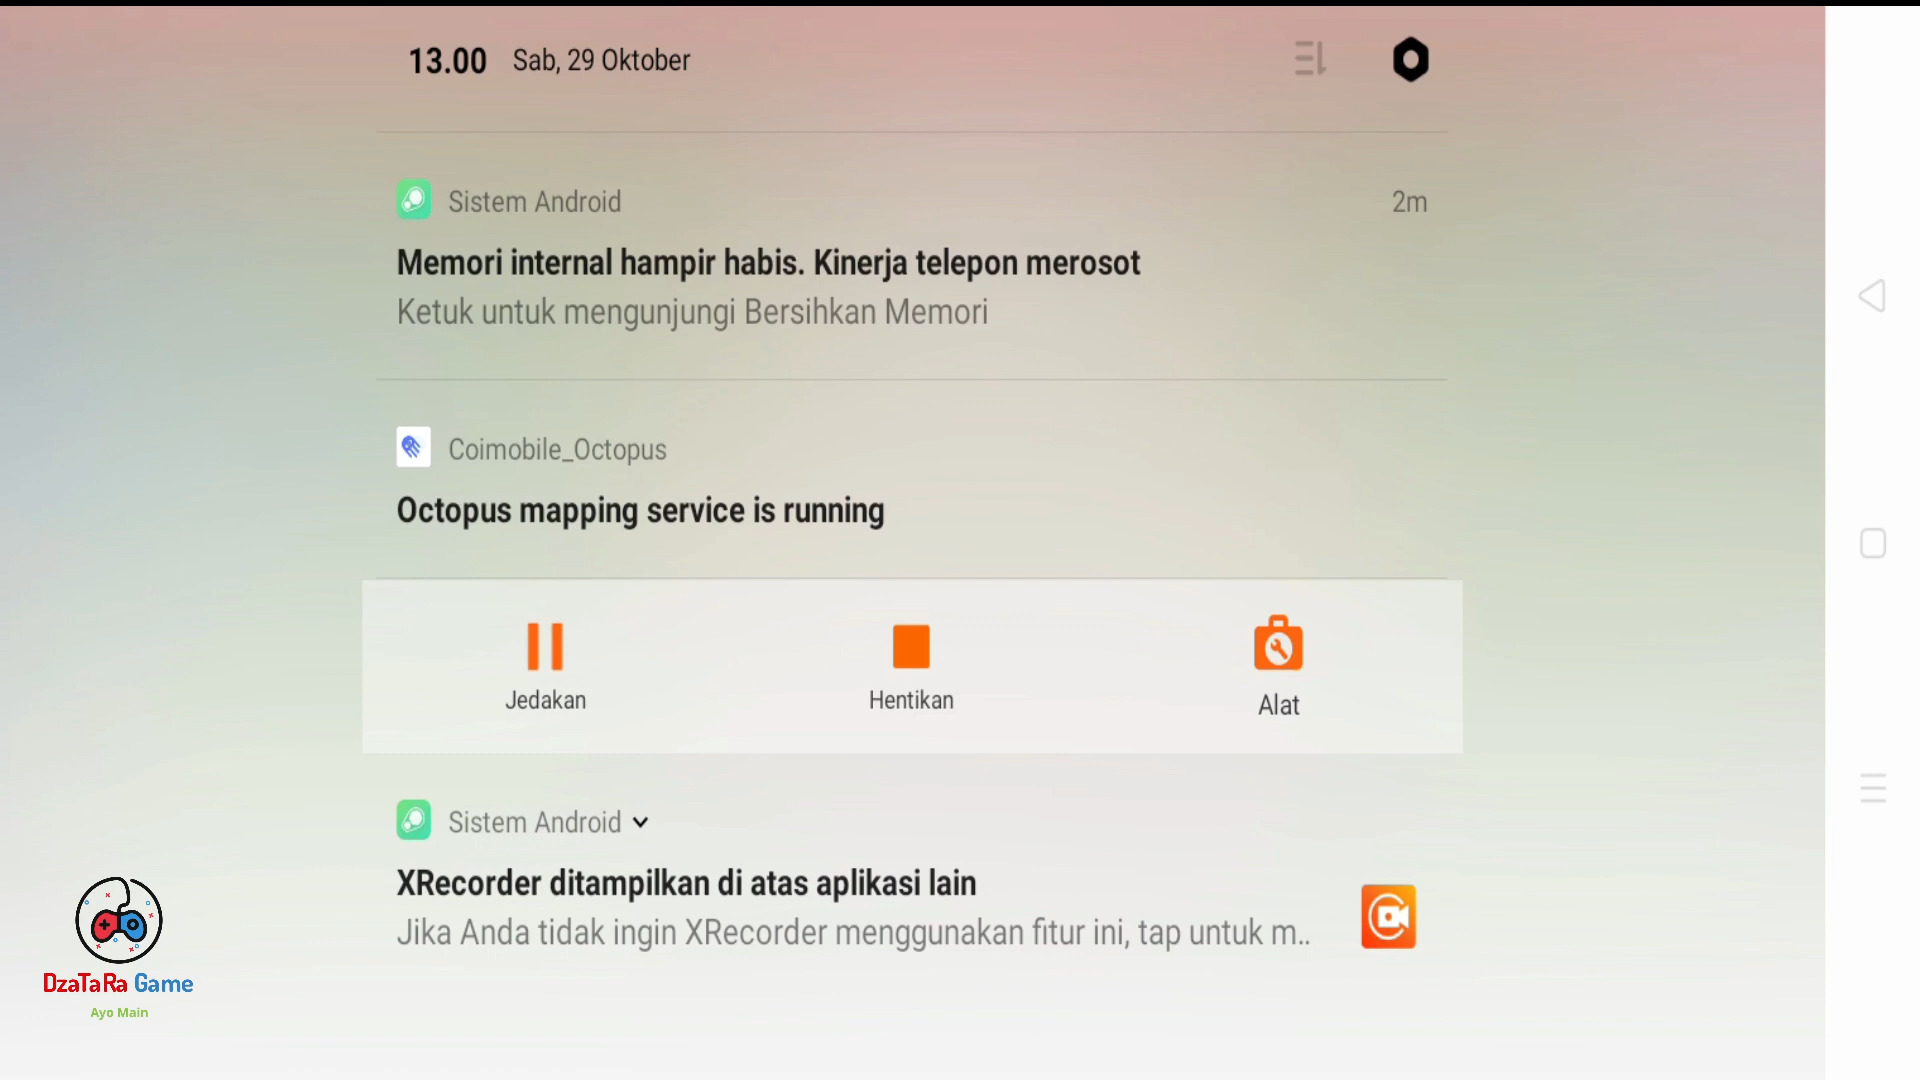 13.00 Sab, 29 Oktober
Sistem Android 2m
Memori internal hampir habis. Kinerja telepon merosot
Ketuk untuk mengunjungi Bersihkan Memori
Coimobile_Octopus
Octopus mapping service is running
Jedakan Hentikan Alat
Sistem Android
XRecorder ditampilkan di atas aplikasi lain
Jika Anda tidak ingin XRecorder menggunakan fitur ini, tap untuk m..
DzaTaRa Game
Ayo Main